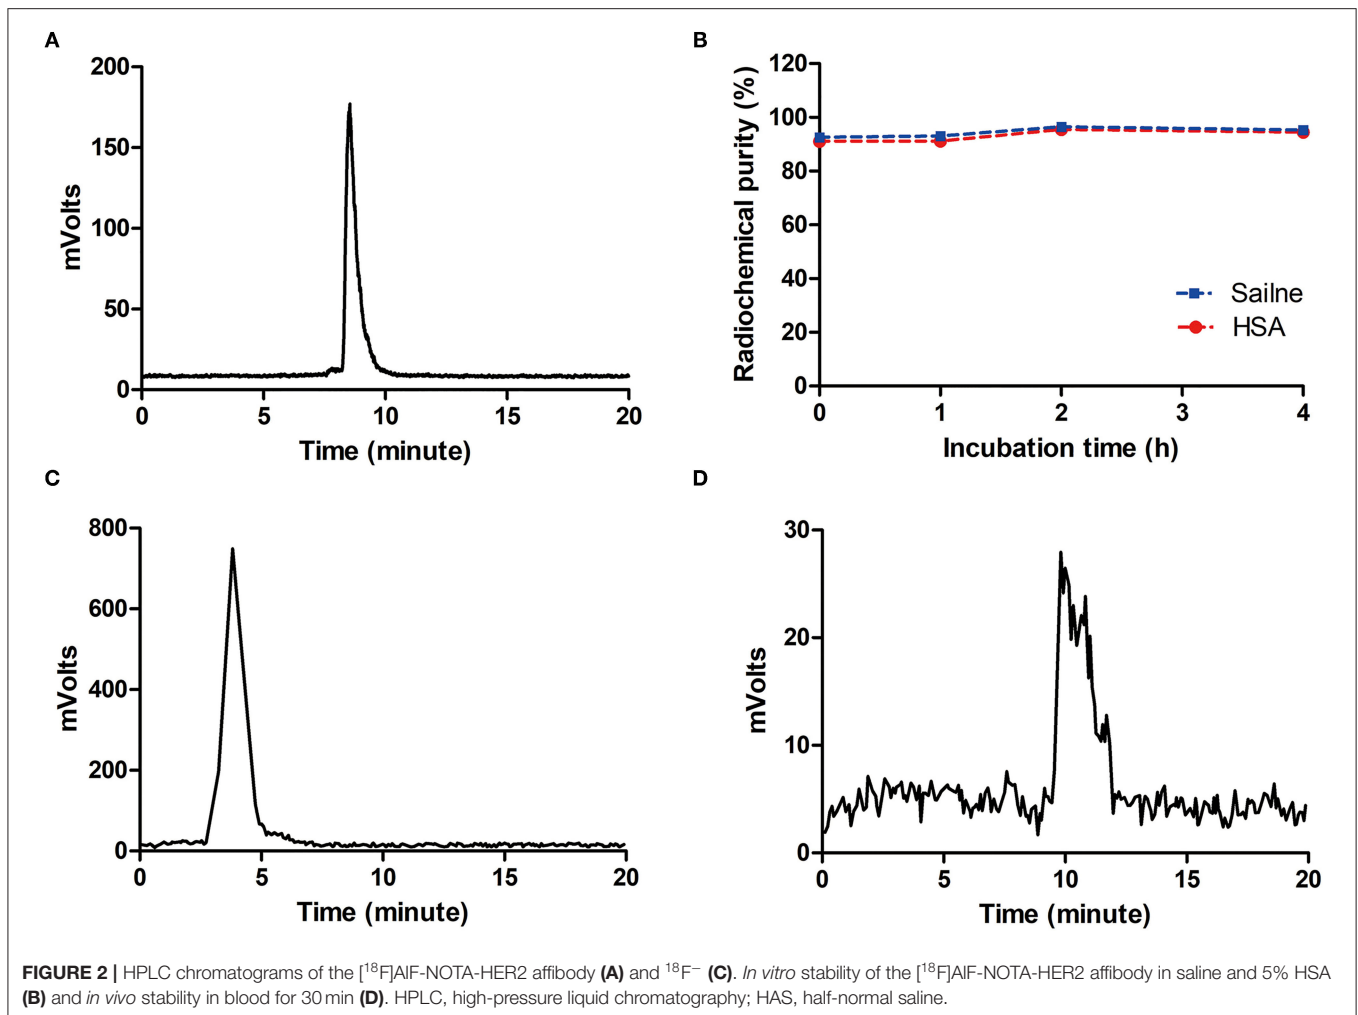 A
200
150
100
50
0
mVolts
0 5 10 15 20
Time (minute)
B
120
100
80
60
40
20
0
Radiochemical purity (%)
Sailne
HSA
0 1 2 3 4
Incubation time (h)
C
800
600
400
200
0
mVolts
0 5 10 15 20
Time (minute)
D
30
20
10
0
mVolts
0 5 10 15 20
Time (minute)
FIGURE 2 | HPLC chromatograms of the [18F]AlF-NOTA-HER2 affibody (A) and 18F− (C). In vitro stability of the [18F]AlF-NOTA-HER2 affibody in saline and 5% HSA
(B) and in vivo stability in blood for 30 min (D). HPLC, high-pressure liquid chromatography; HAS, half-normal saline.